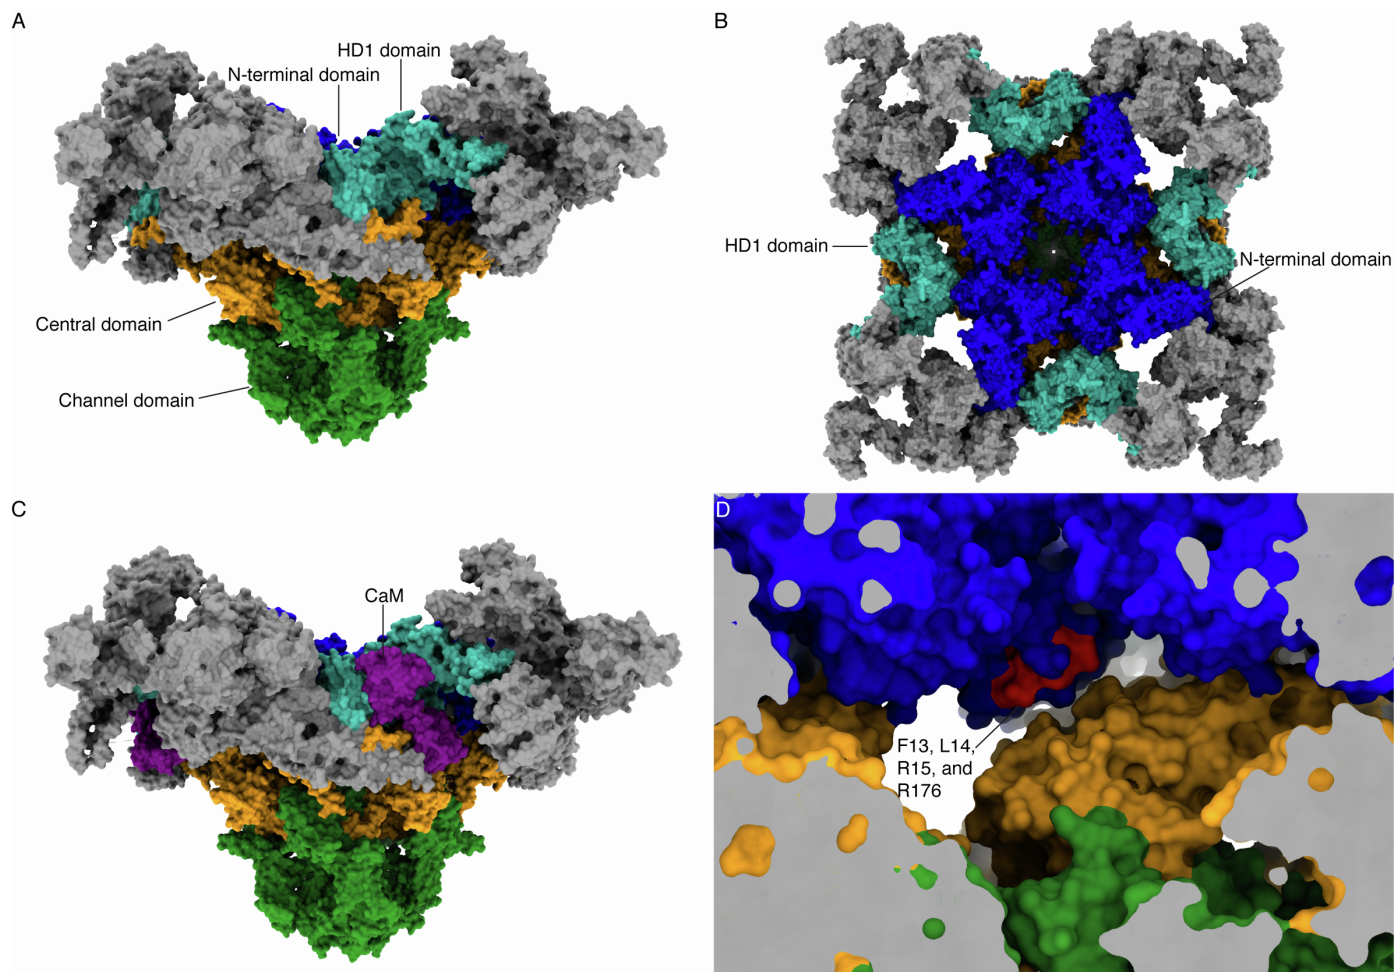 A
HD1 domain
N-terminal domain
Central domain
Channel domain
B
HD1 domain
N-terminal domain
C
CaM
D
F13, L14,
R15, and
R176